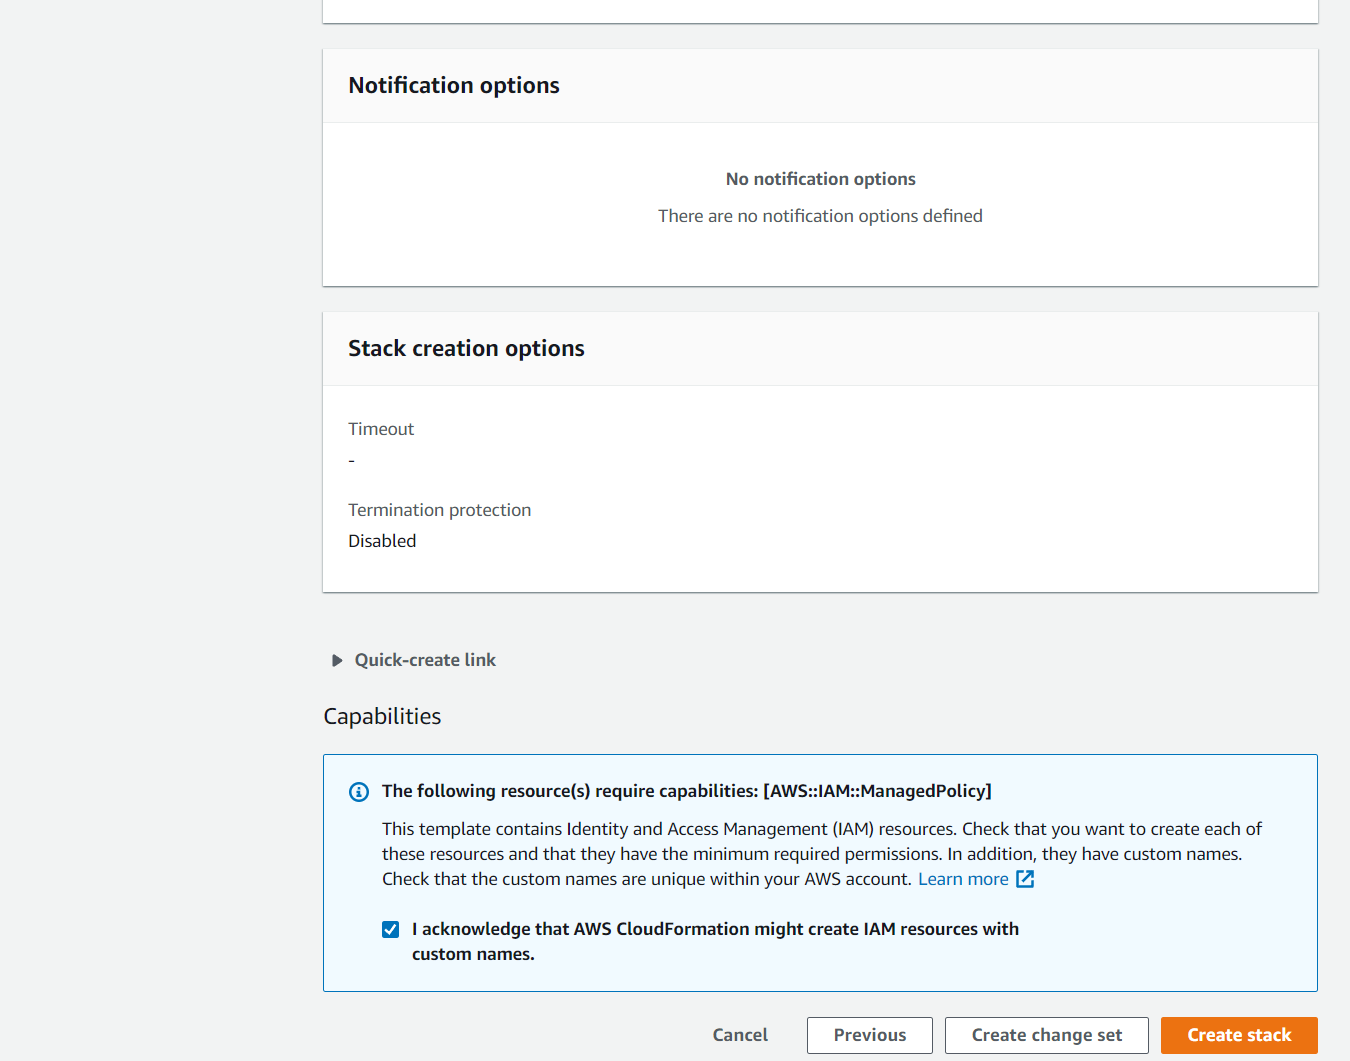 Notification options
No notification options
There are no notification options defined
Stack creation options
Timeout
-
Termination protection
Disabled
Quick-create link
Capabilities
The following resource(s) require capabilities: [AWS::IAM::ManagedPolicy]
This template contains Identity and Access Management (IAM) resources. Check that you want to create each of
these resources and that they have the minimum required permissions. In addition, they have custom names.
Check that the custom names are unique within your AWS account. Learn more
I acknowledge that AWS CloudFormation might create IAM resources with
custom names.
Cancel Previous Create change set Create stack